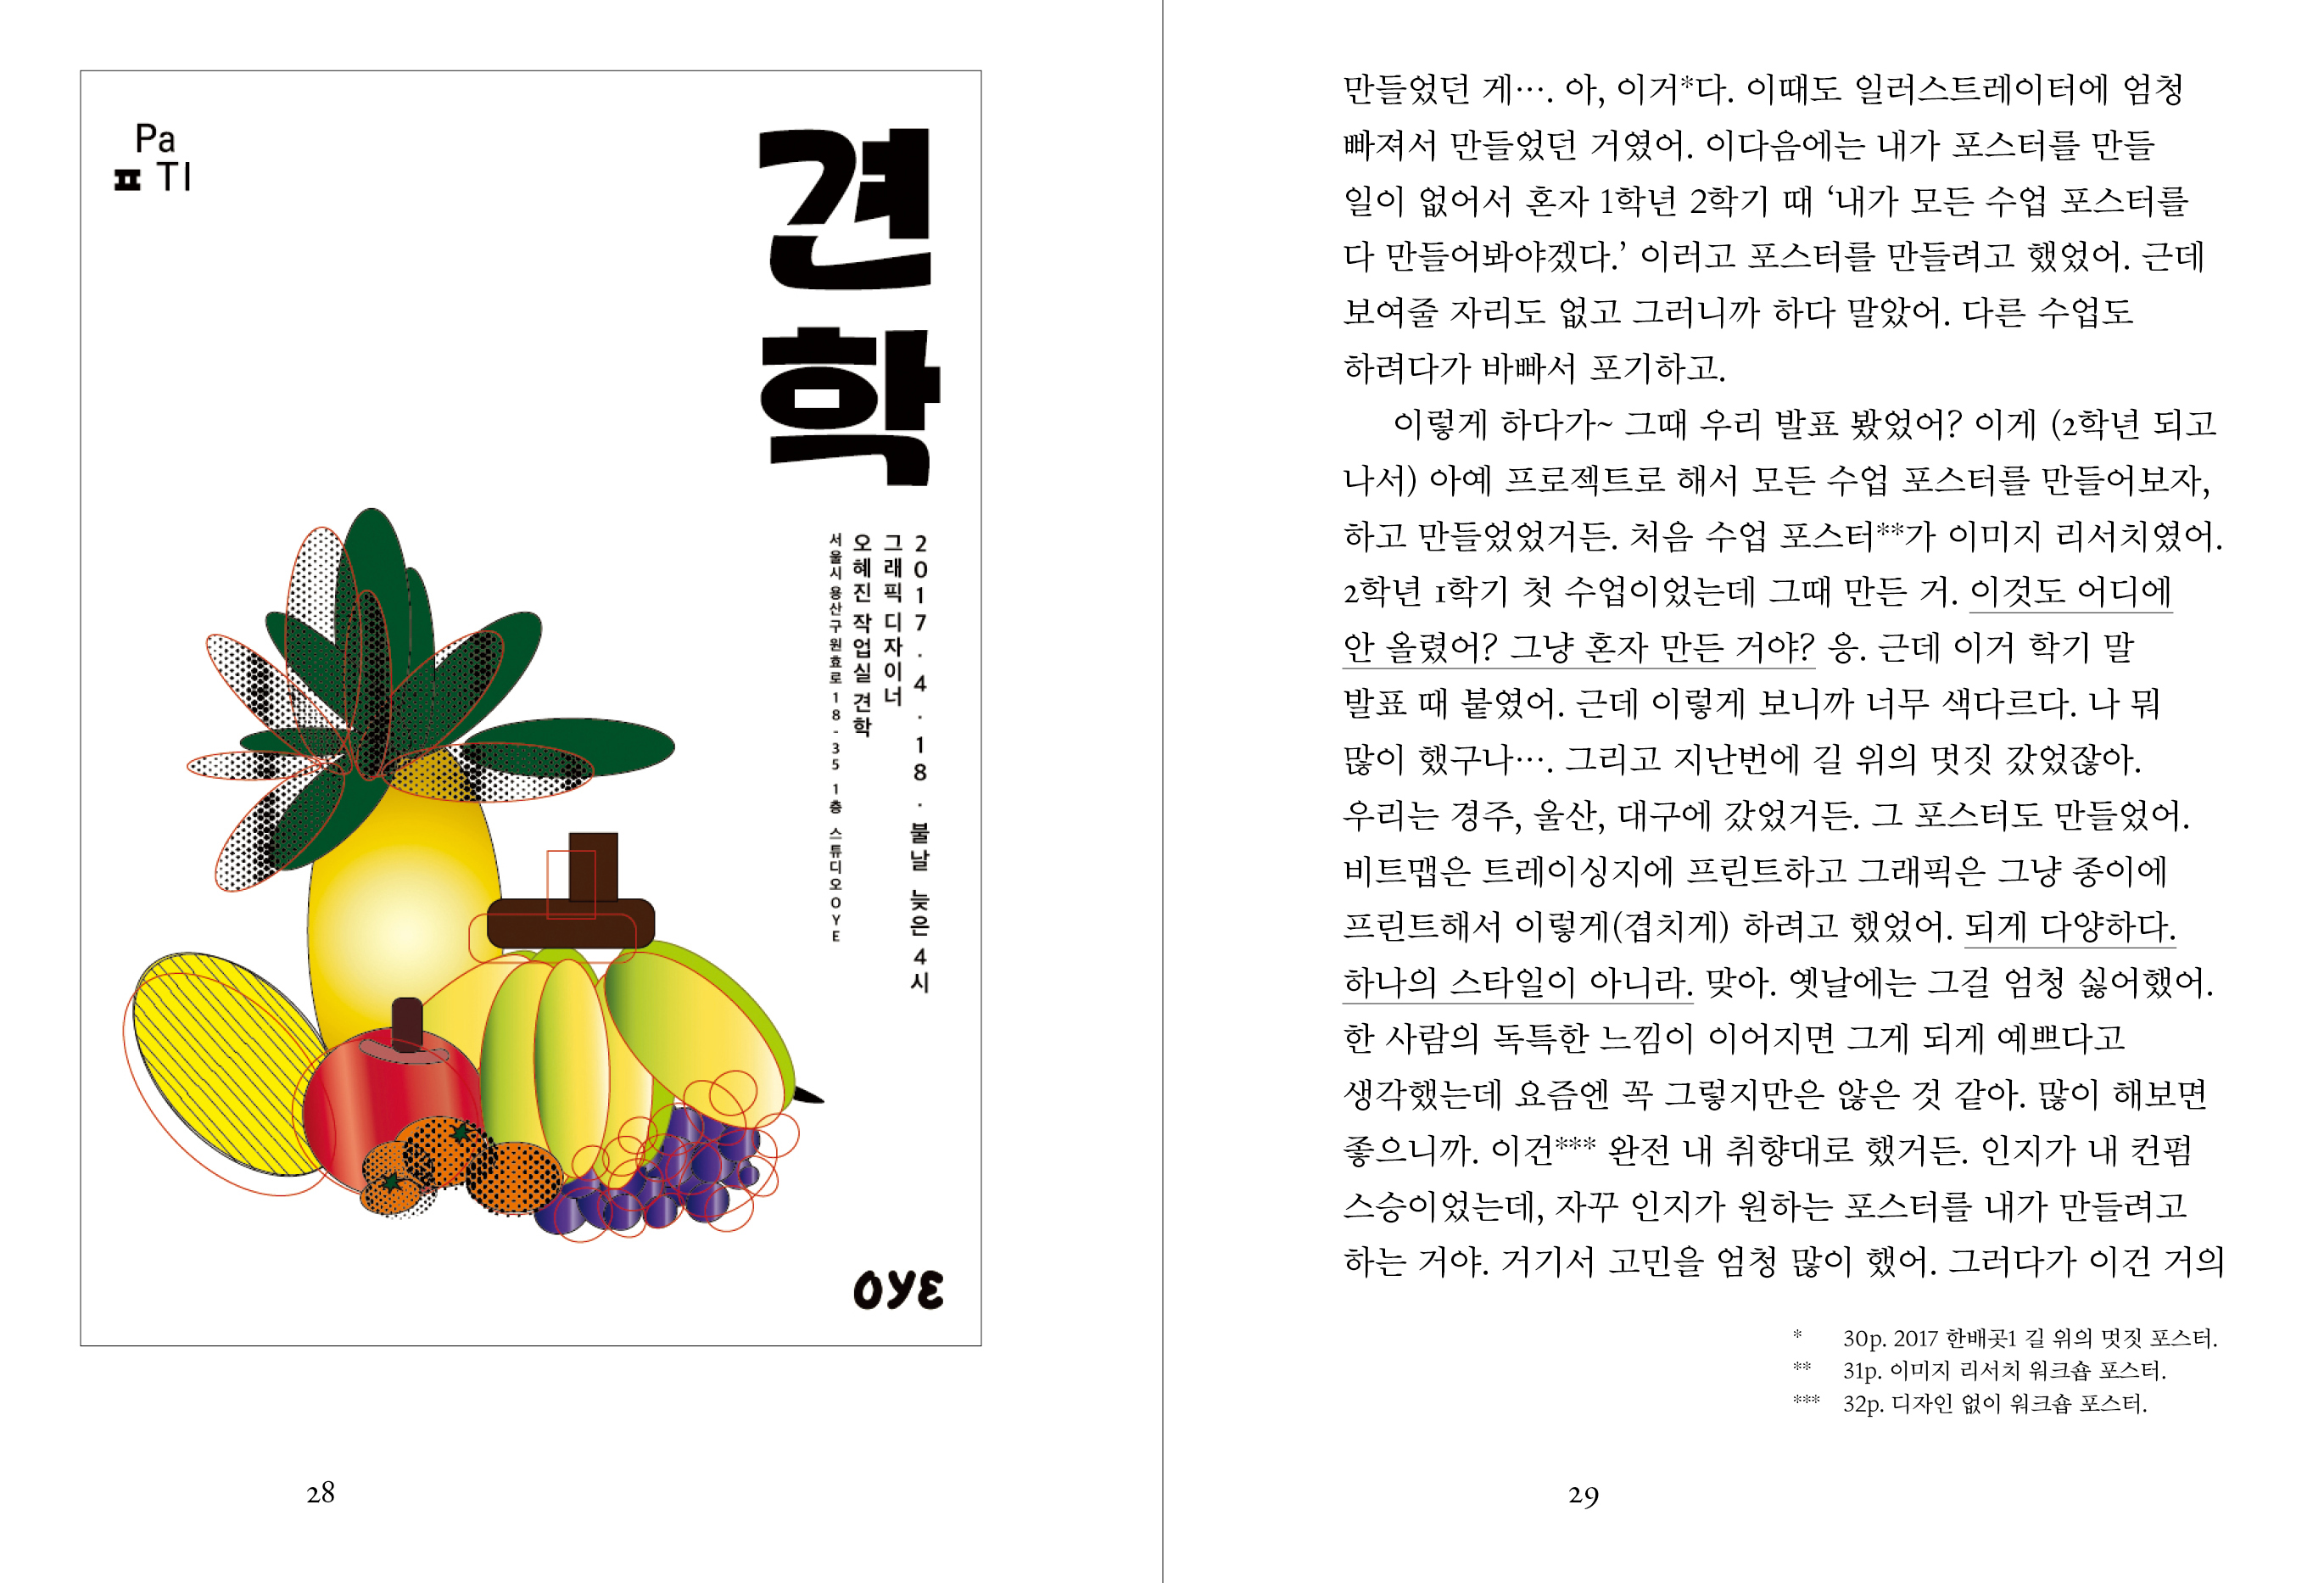 Pa
ㅍ TI
견학
2017.4.18.불날 늦은 4시
그래픽 디자이너
오혜진 작업실 견학
서울시 용산구 원효로 18-35 1층 스튜디오 OYE
OYE
28
만들었던 게…. 아, 이거*다. 이때도 일러스트레이터에 엄청
빠져서 만들었던 거였어. 이다음에는 내가 포스터를 만들
일이 없어서 혼자 1학년 2학기 때 ‘내가 모든 수업 포스터를
다 만들어봐야겠다.’ 이러고 포스터를 만들려고 했었어. 근데
보여줄 자리도 없고 그러니까 하다 말았어. 다른 수업도
하려다가 바빠서 포기하고.
이렇게 하다가~ 그때 우리 발표 봤었어? 이게 (2학년 되고
나서) 아예 프로젝트로 해서 모든 수업 포스터를 만들어보자,
하고 만들었었거든. 처음 수업 포스터**가 이미지 리서치였어.
2학년 1학기 첫 수업이었는데 그때 만든 거. 이것도 어디에
안 올렸어? 그냥 혼자 만든 거야? 응. 근데 이거 학기 말
발표 때 붙였어. 근데 이렇게 보니까 너무 색다르다. 나 뭐
많이 했구나…. 그리고 지난번에 길 위의 멋짓 갔었잖아.
우리는 경주, 울산, 대구에 갔었거든. 그 포스터도 만들었어.
비트맵은 트레이싱지에 프린트하고 그래픽은 그냥 종이에
프린트해서 이렇게(겹치게) 하려고 했었어. 되게 다양하다.
하나의 스타일이 아니라. 맞아. 옛날에는 그걸 엄청 싫어했어.
한 사람의 독특한 느낌이 이어지면 그게 되게 예쁘다고
생각했는데 요즘엔 꼭 그렇지만은 않은 것 같아. 많이 해보면
좋으니까. 이건*** 완전 내 취향대로 했거든. 인지가 내 컨펌
스승이었는데, 자꾸 인지가 원하는 포스터를 내가 만들려고
하는 거야. 거기서 고민을 엄청 많이 했어. 그러다가 이건 거의
* 30p. 2017 한배곳1 길 위의 멋짓 포스터.
** 31p. 이미지 리서치 워크숍 포스터.
*** 32p. 디자인 없이 워크숍 포스터.
29